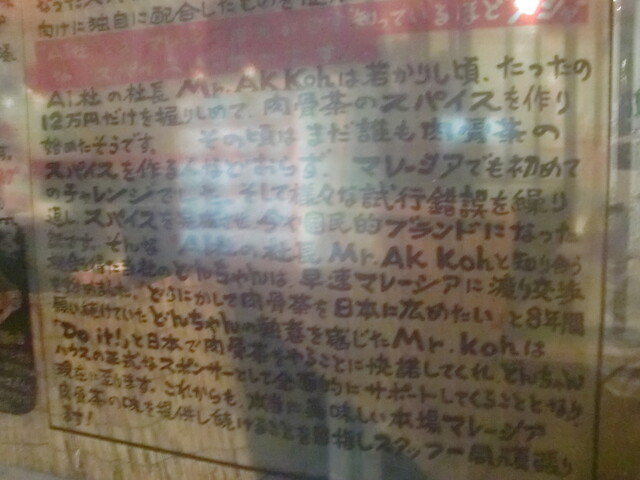 向けに独自に配合したものを
知っているほど
A1社の社長 Mr. AK Kohは若かりし頃、たったの
12万円だけを握りしめて、肉骨茶のスパイスを作り
始めたそうです。 その頃はまだ誰も肉骨茶の
スパイスを作る人はおらず、マレーシアでも初めて
のチャレンジでした。そして様々な試行錯誤を繰り
返しスパイスを 今や国民的ブランドになった
そんな の社長 Mr. AK Kohと知り合う
当社のどんちゃんは、早速マレーシアに渡り交渉
を始めました。どうにかして肉骨茶を日本に広めたい と8年間
願い続けていたどんちゃんの熱意を感じたMr. Kohは
「Do it!」と日本で肉骨茶をやることに快諾してくれ、どんちゃん
ハウスの正式なスポンサーとして全面的にサポートしてくることとなり、
現在に至ります。これからも、本当に美味しい本場マレーシア
肉骨茶の味を提供し続けることを目指しスタッフ一同頑張り
ます!